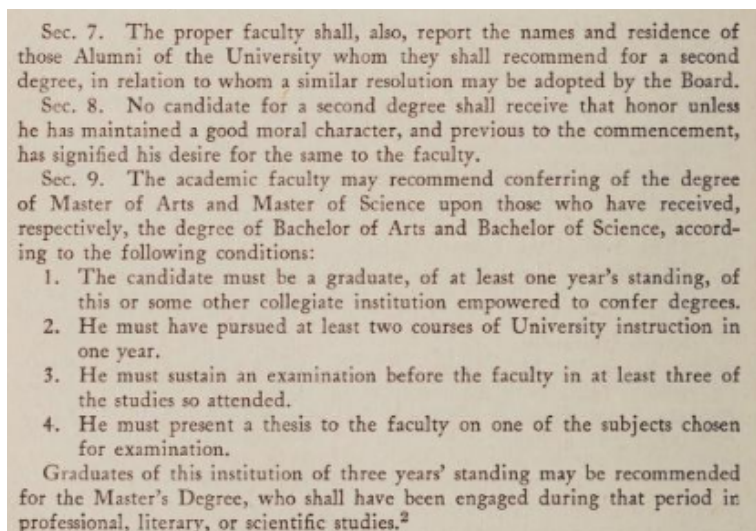 Sec. 7. The proper faculty shall, also, report the names and residence of
those Alumni of the University whom they shall recommend for a second
degree, in relation to whom a similar resolution may be adopted by the Board.
Sec. 8. No candidate for a second degree shall receive that honor unless
he has maintained a good moral character, and previous to the commencement,
has signified his desire for the same to the faculty.
Sec. 9. The academic faculty may recommend conferring of the degree
of Master of Arts and Master of Science upon those who have received,
respectively, the degree of Bachelor of Arts and Bachelor of Science, accord-
ing to the following conditions:
1. The candidate must be a graduate, of at least one year's standing, of
this or some other collegiate institution empowered to confer degrees.
2. He must have pursued at least two courses of University instruction in
one year.
3. He must sustain an examination before the faculty in at least three of
the studies so attended.
4. He must present a thesis to the faculty on one of the subjects chosen
for examination.
Graduates of this institution of three years' standing may be recommended
for the Master's Degree, who shall have been engaged during that period in
professional, literary, or scientific studies.²